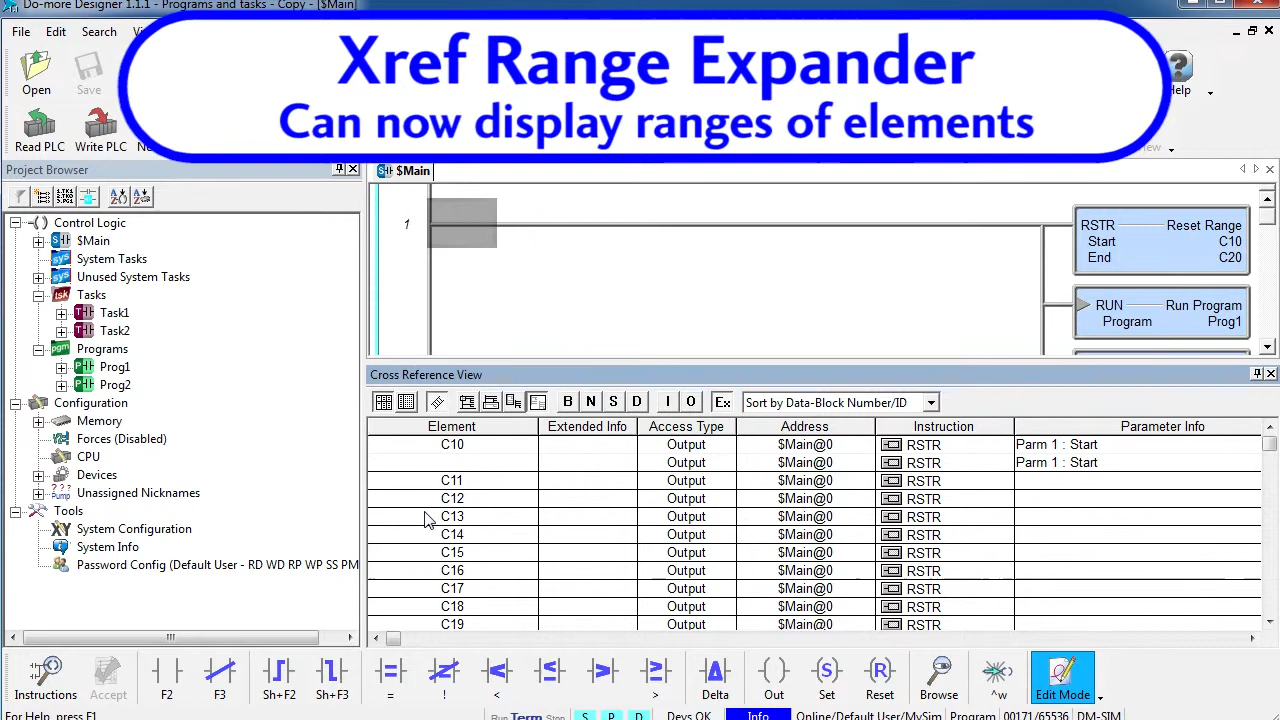 Do-more Designer 1.1.1 - Programs and tasks - Copy - [$Main]
Xref Range Expander
Can now display ranges of elements
File Edit Search
Open Save Help
Read PLC Write PLC
Project Browser
$Main
Control Logic
$Main
System Tasks
Unused System Tasks
Tasks
Task1
Task2
Programs
Prog1
Prog2
Configuration
Memory
Forces (Disabled)
CPU
Devices
Unassigned Nicknames
Tools
System Configuration
System Info
Password Config (Default User - RD WD RP WP SS PM
1
RSTR Reset Range
Start C10
End C20
RUN Run Program
Program Prog1
Cross Reference View
B N S D I O Ex Sort by Data-Block Number/ID
Element Extended Info Access Type Address Instruction Parameter Info
C10 Output $Main@0 RSTR Parm 1 : Start
Output $Main@0 RSTR Parm 1 : Start
C11 Output $Main@0 RSTR
C12 Output $Main@0 RSTR
C13 Output $Main@0 RSTR
C14 Output $Main@0 RSTR
C15 Output $Main@0 RSTR
C16 Output $Main@0 RSTR
C17 Output $Main@0 RSTR
C18 Output $Main@0 RSTR
C19 Output $Main@0 RSTR
Instructions Accept F2 F3 Sh+F2 Sh+F3 = ! < > Delta Out Set Reset Browse ^w Edit Mode
For Help, press F1 Run Term Stop S P D Devs OK Info Online/Default User/MySim Program 00171/65536 DM-SIM